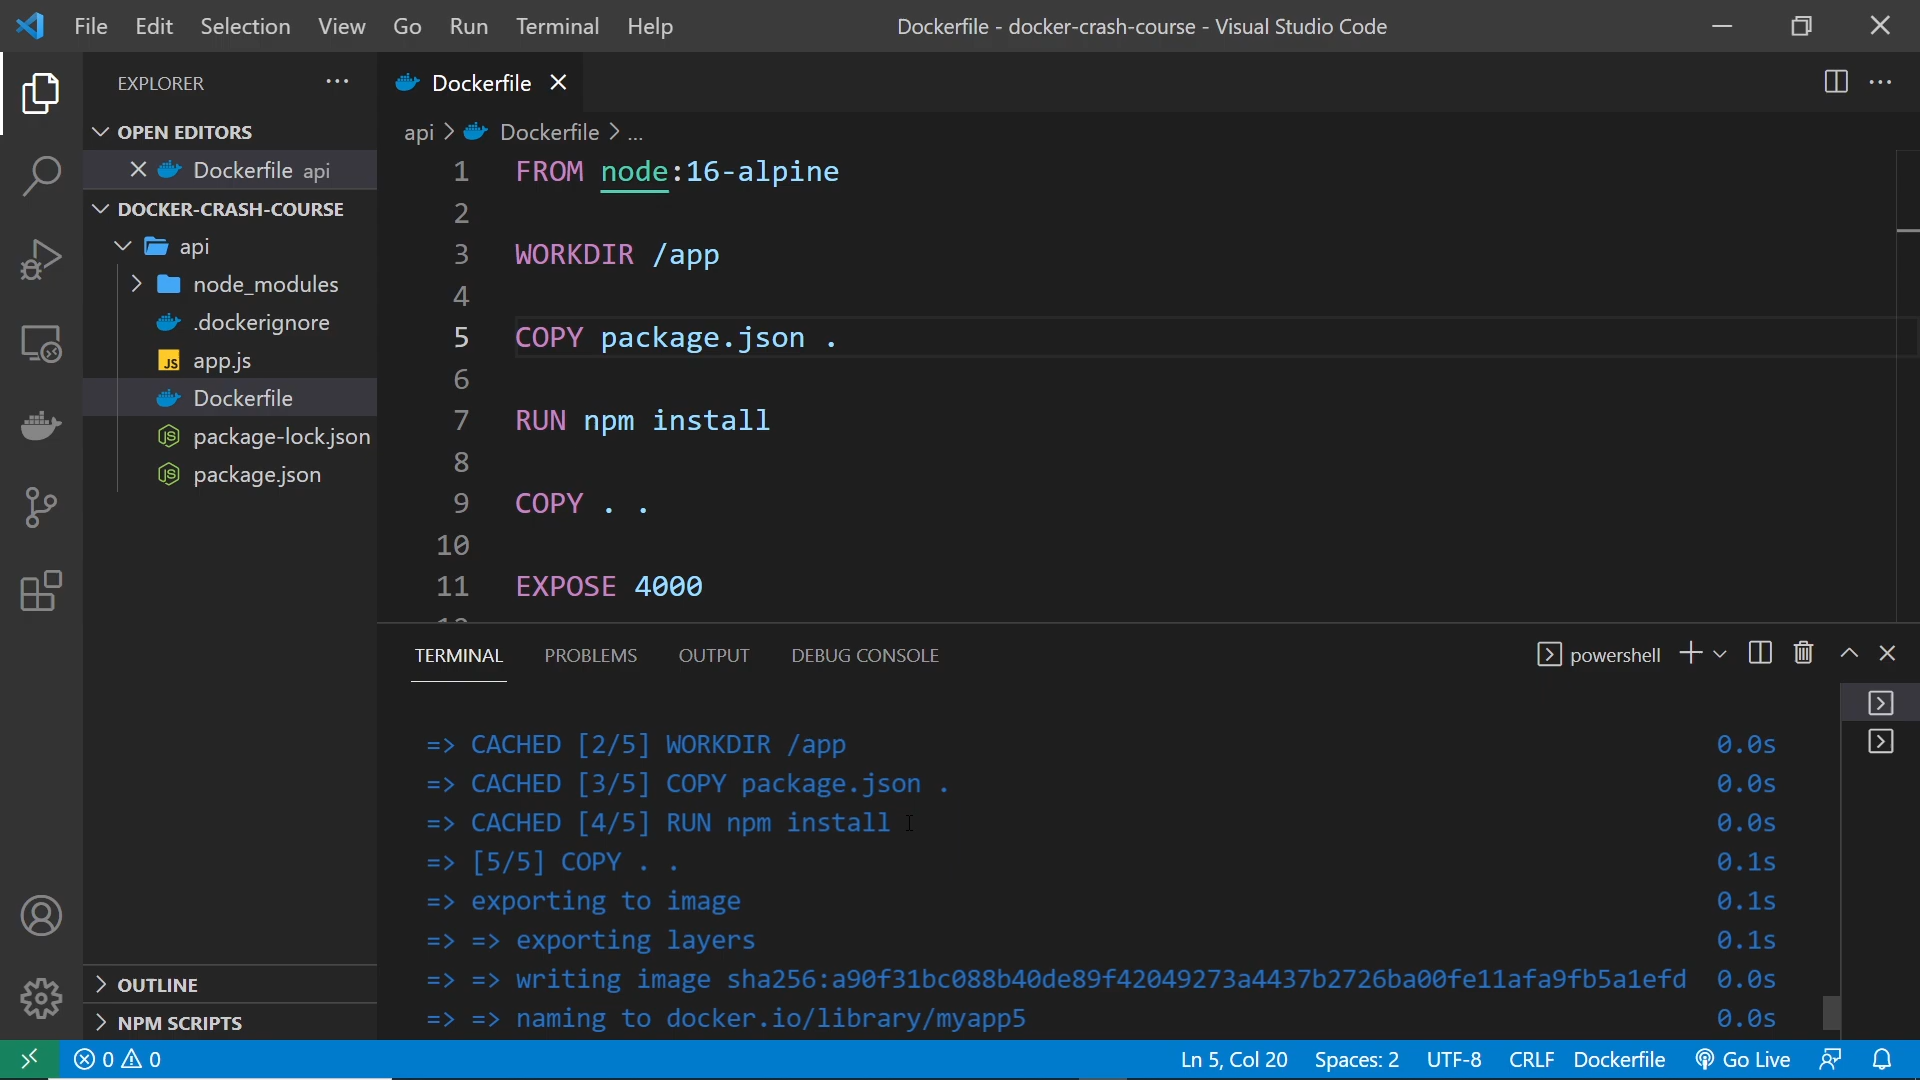 File Edit Selection View Go Run Terminal Help
Dockerfile - docker-crash-course - Visual Studio Code
EXPLORER
OPEN EDITORS
Dockerfile api
DOCKER-CRASH-COURSE
api
node_modules
.dockerignore
app.js
Dockerfile
package-lock.json
package.json
OUTLINE
NPM SCRIPTS
Dockerfile
api > Dockerfile > ...
1 FROM node:16-alpine
2
3 WORKDIR /app
4
5 COPY package.json .
6
7 RUN npm install
8
9 COPY . .
10
11 EXPOSE 4000
TERMINAL PROBLEMS OUTPUT DEBUG CONSOLE
powershell
=> CACHED [2/5] WORKDIR /app 0.0s
=> CACHED [3/5] COPY package.json . 0.0s
=> CACHED [4/5] RUN npm install 0.0s
=> [5/5] COPY . . 0.1s
=> exporting to image 0.1s
=> => exporting layers 0.1s
=> => writing image sha256:a90f31bc088b40de89f42049273a4437b2726ba00fe11afa9fb5a1efd 0.0s
=> => naming to docker.io/library/myapp5 0.0s
0 0 Ln 5, Col 20 Spaces: 2 UTF-8 CRLF Dockerfile Go Live